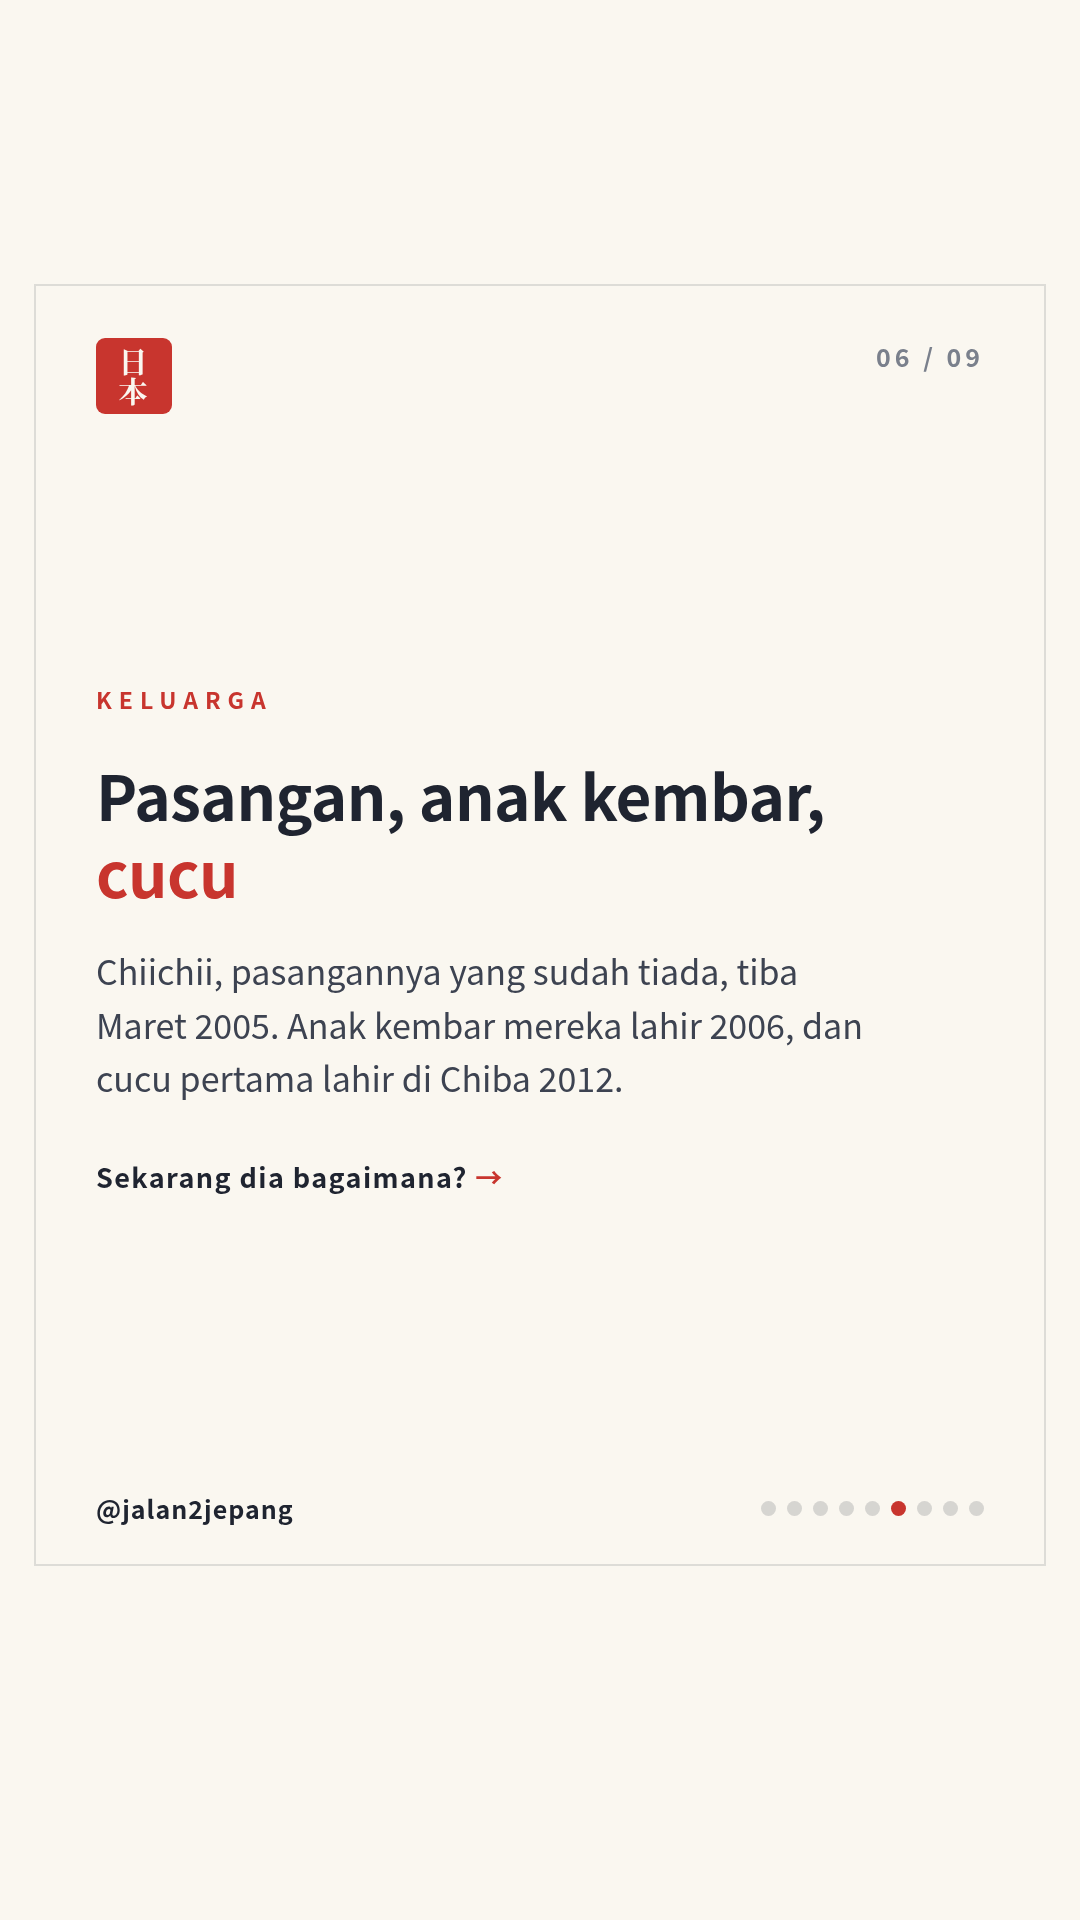 日
本
06 / 09
KELUARGA
Pasangan, anak kembar,
cucu
Chiichii, pasangannya yang sudah tiada, tiba
Maret 2005. Anak kembar mereka lahir 2006, dan
cucu pertama lahir di Chiba 2012.
Sekarang dia bagaimana? →
@jalan2jepang